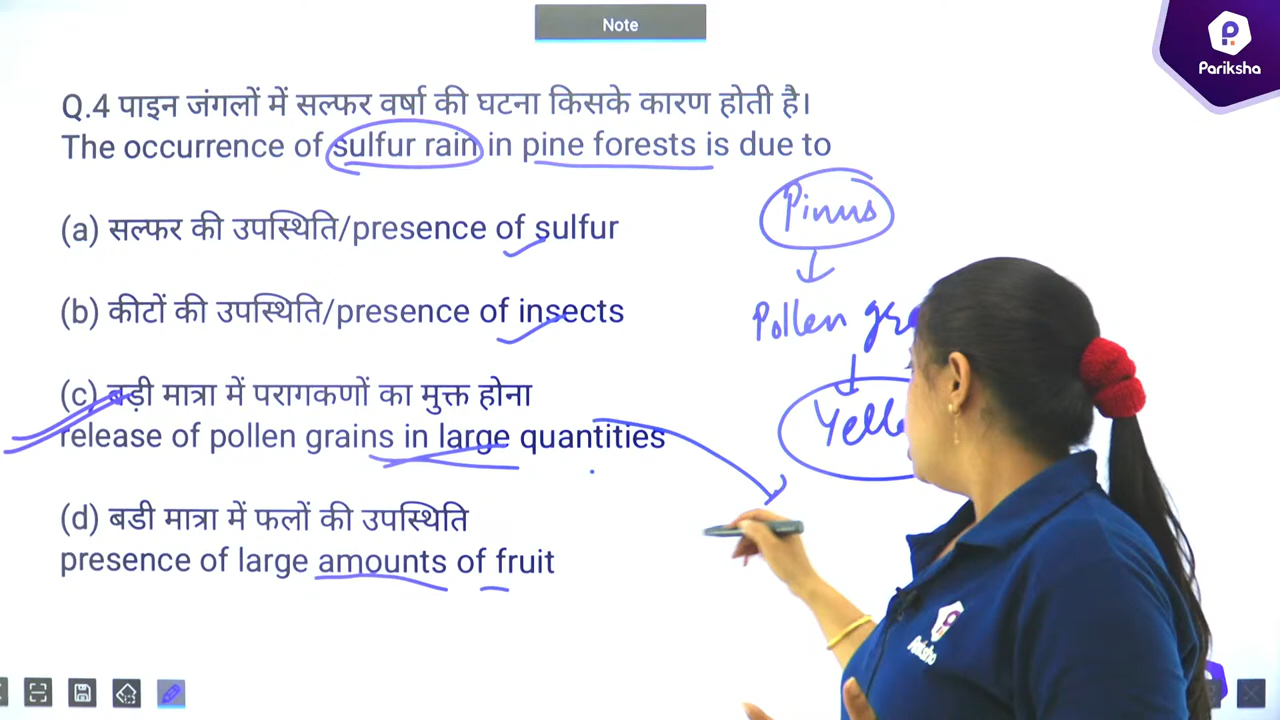 Note
Pariksha
Q.4 पाइन जंगलों में सल्फर वर्षा की घटना किसके कारण होती है।
The occurrence of sulfur rain in pine forests is due to
(a) सल्फर की उपस्थिति/presence of sulfur
(b) कीटों की उपस्थिति/presence of insects
(c) बड़ी मात्रा में परागकणों का मुक्त होना
release of pollen grains in large quantities
(d) बडी मात्रा में फलों की उपस्थिति
presence of large amounts of fruit
Pinus
Pollen
Pariksha